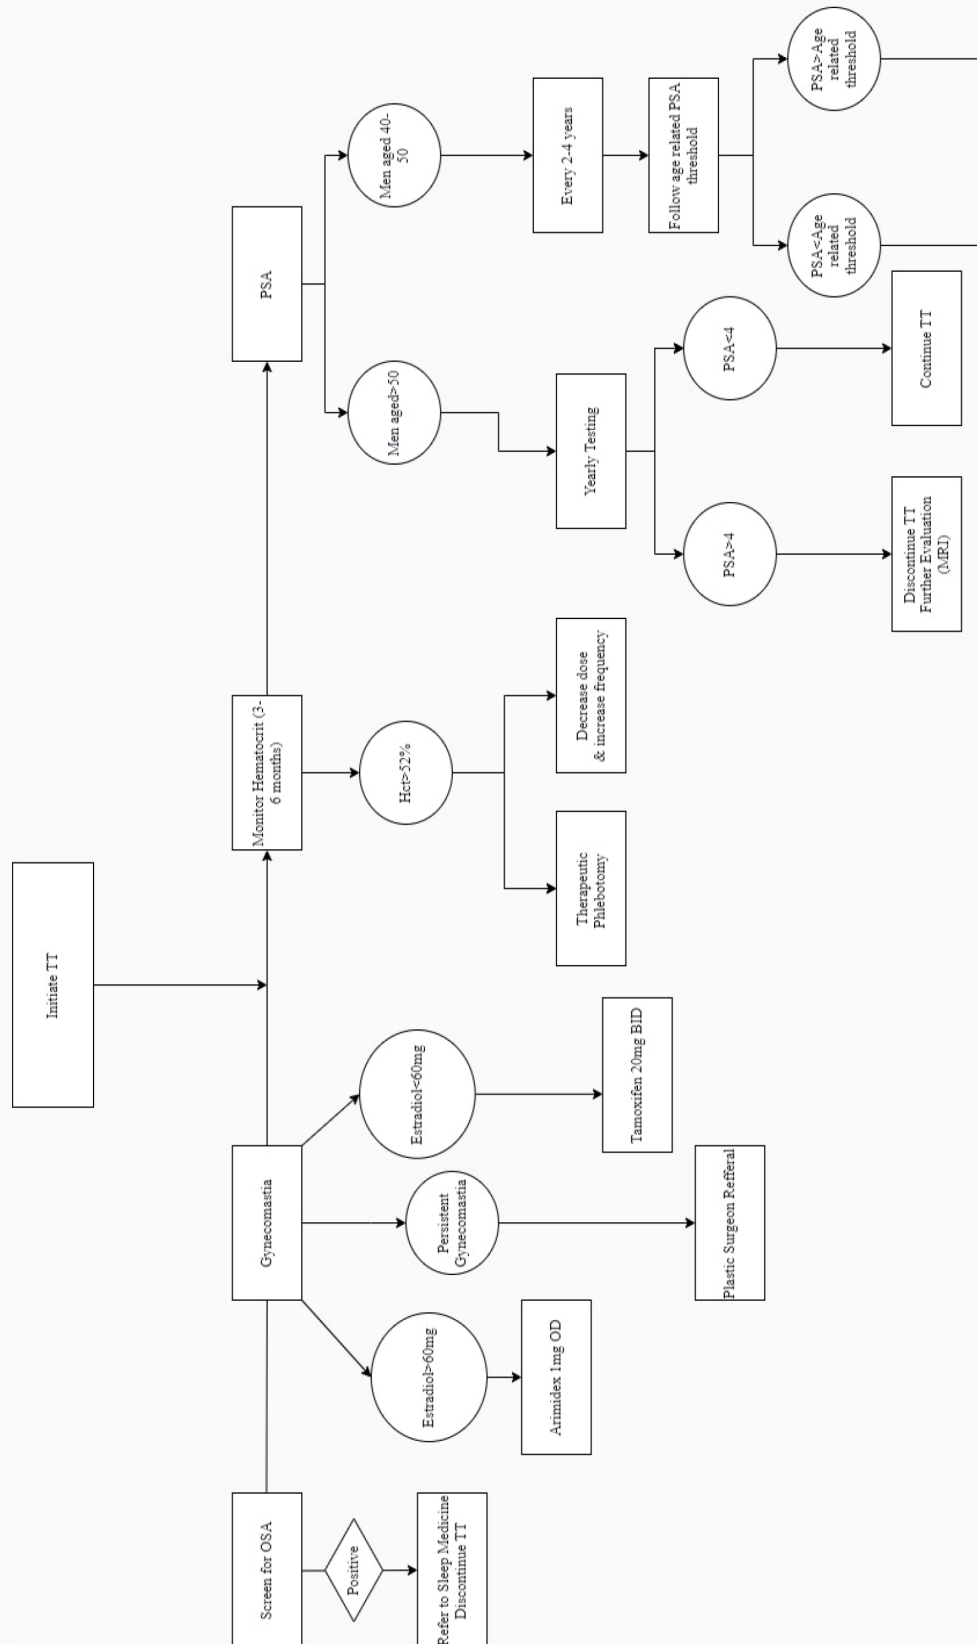 Initiate TT
Screen for OSA
Positive
Refer to Sleep Medicine
Discontinue TT
Gynecomastia
Estradiol>60mg
Arimidex 1mg OD
Persistent
Gynecomastia
Plastic Surgeon Refferal
Estradiol<60mg
Tamoxifen 20mg BID
Monitor Hematocrit (3-
6 months)
Hct>52%
Therapeutic
Phlebotomy
Decrease dose
& increase frequency
PSA
Men aged>50
Yearly Testing
PSA>4
Discontinue TT
Further Evaluation
(MRI)
PSA<4
Continue TT
Men aged 40-
50
Every 2-4 years
Follow age related PSA
threshold
PSA<Age
related
threshold
PSA>Age
related
threshold